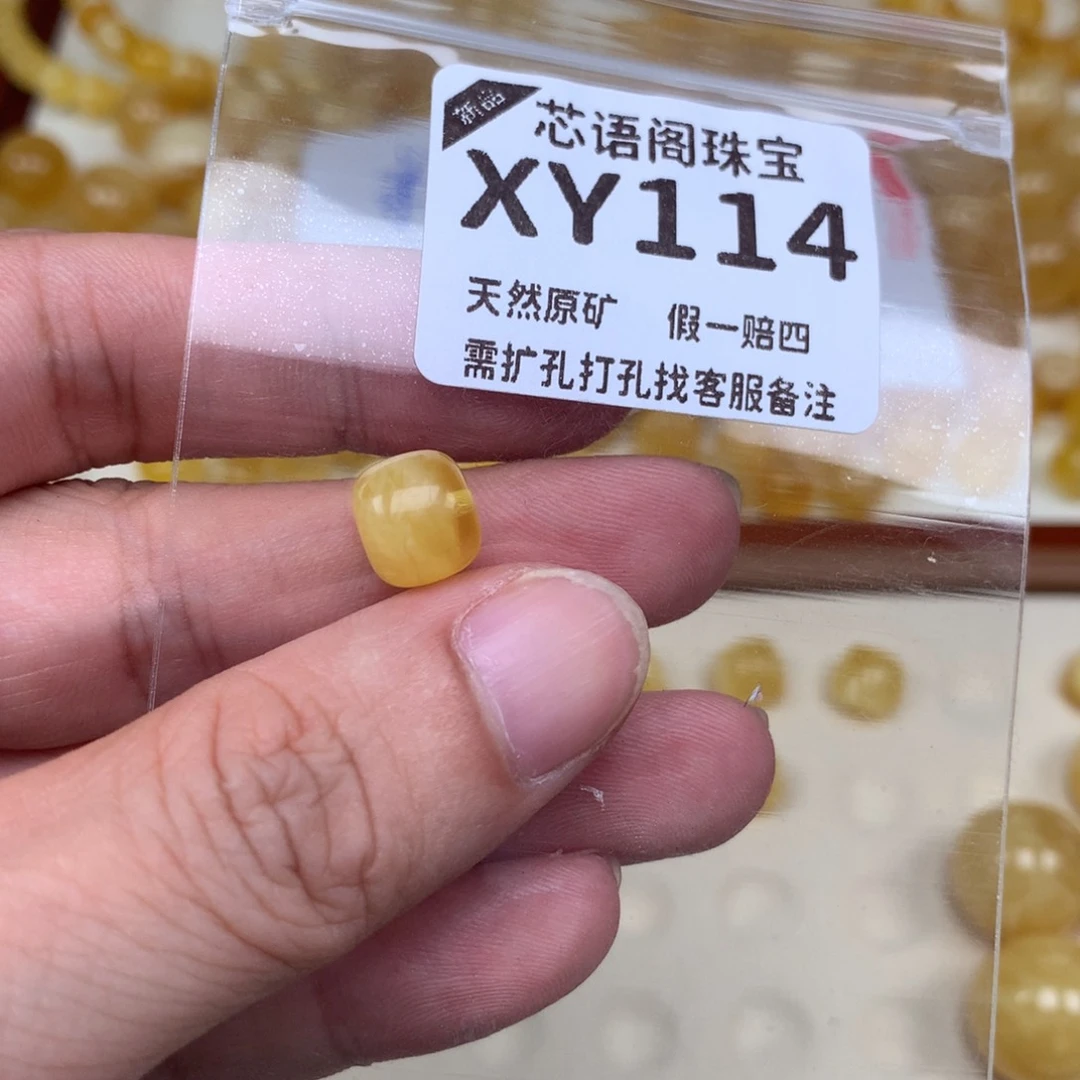 新品
芯语阁珠宝
XY114
天然原矿 假一赔四
需扩孔打孔找客服备注